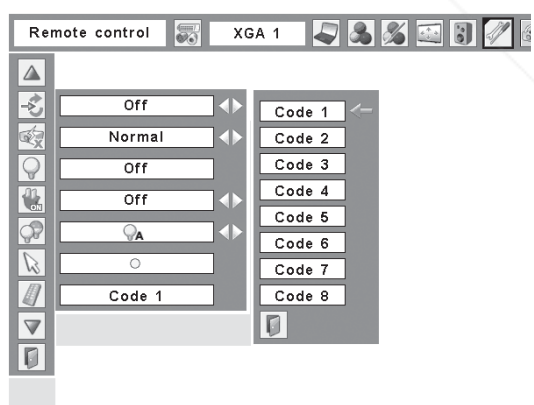 Remote control
XGA 1
Off
Normal
Off
Off
A
Code 1
Code 1
Code 2
Code 3
Code 4
Code 5
Code 6
Code 7
Code 8
ON